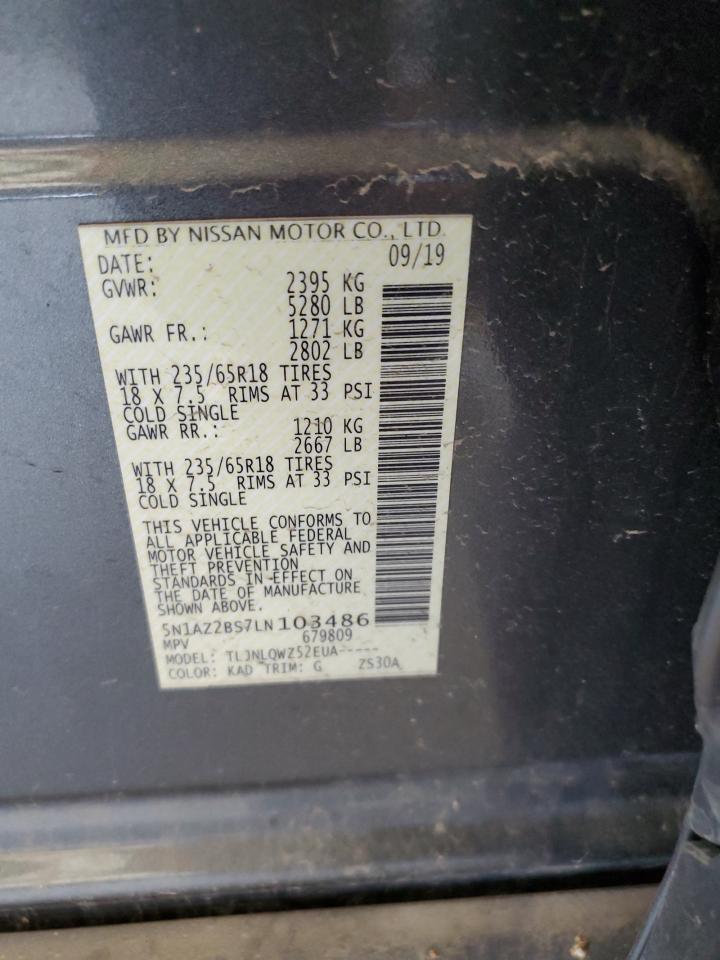 MFD BY NISSAN MOTOR CO., LTD.
DATE: 09/19
GVWR: 2395 KG
5280 LB
GAWR FR.: 1271 KG
2802 LB
WITH 235/65R18 TIRES
18 X 7.5 RIMS AT 33 PSI
COLD SINGLE
GAWR RR.: 1210 KG
2667 LB
WITH 235/65R18 TIRES
18 X 7.5 RIMS AT 33 PSI
COLD SINGLE
THIS VEHICLE CONFORMS TO
ALL APPLICABLE FEDERAL
MOTOR VEHICLE SAFETY AND
THEFT PREVENTION
STANDARDS IN EFFECT ON
THE DATE OF MANUFACTURE
SHOWN ABOVE.
5N1AZ2BS7LN103486
MPV 679809
MODEL: TLJNLQWZ52EUA-----
COLOR: KAD TRIM: G ZS30A